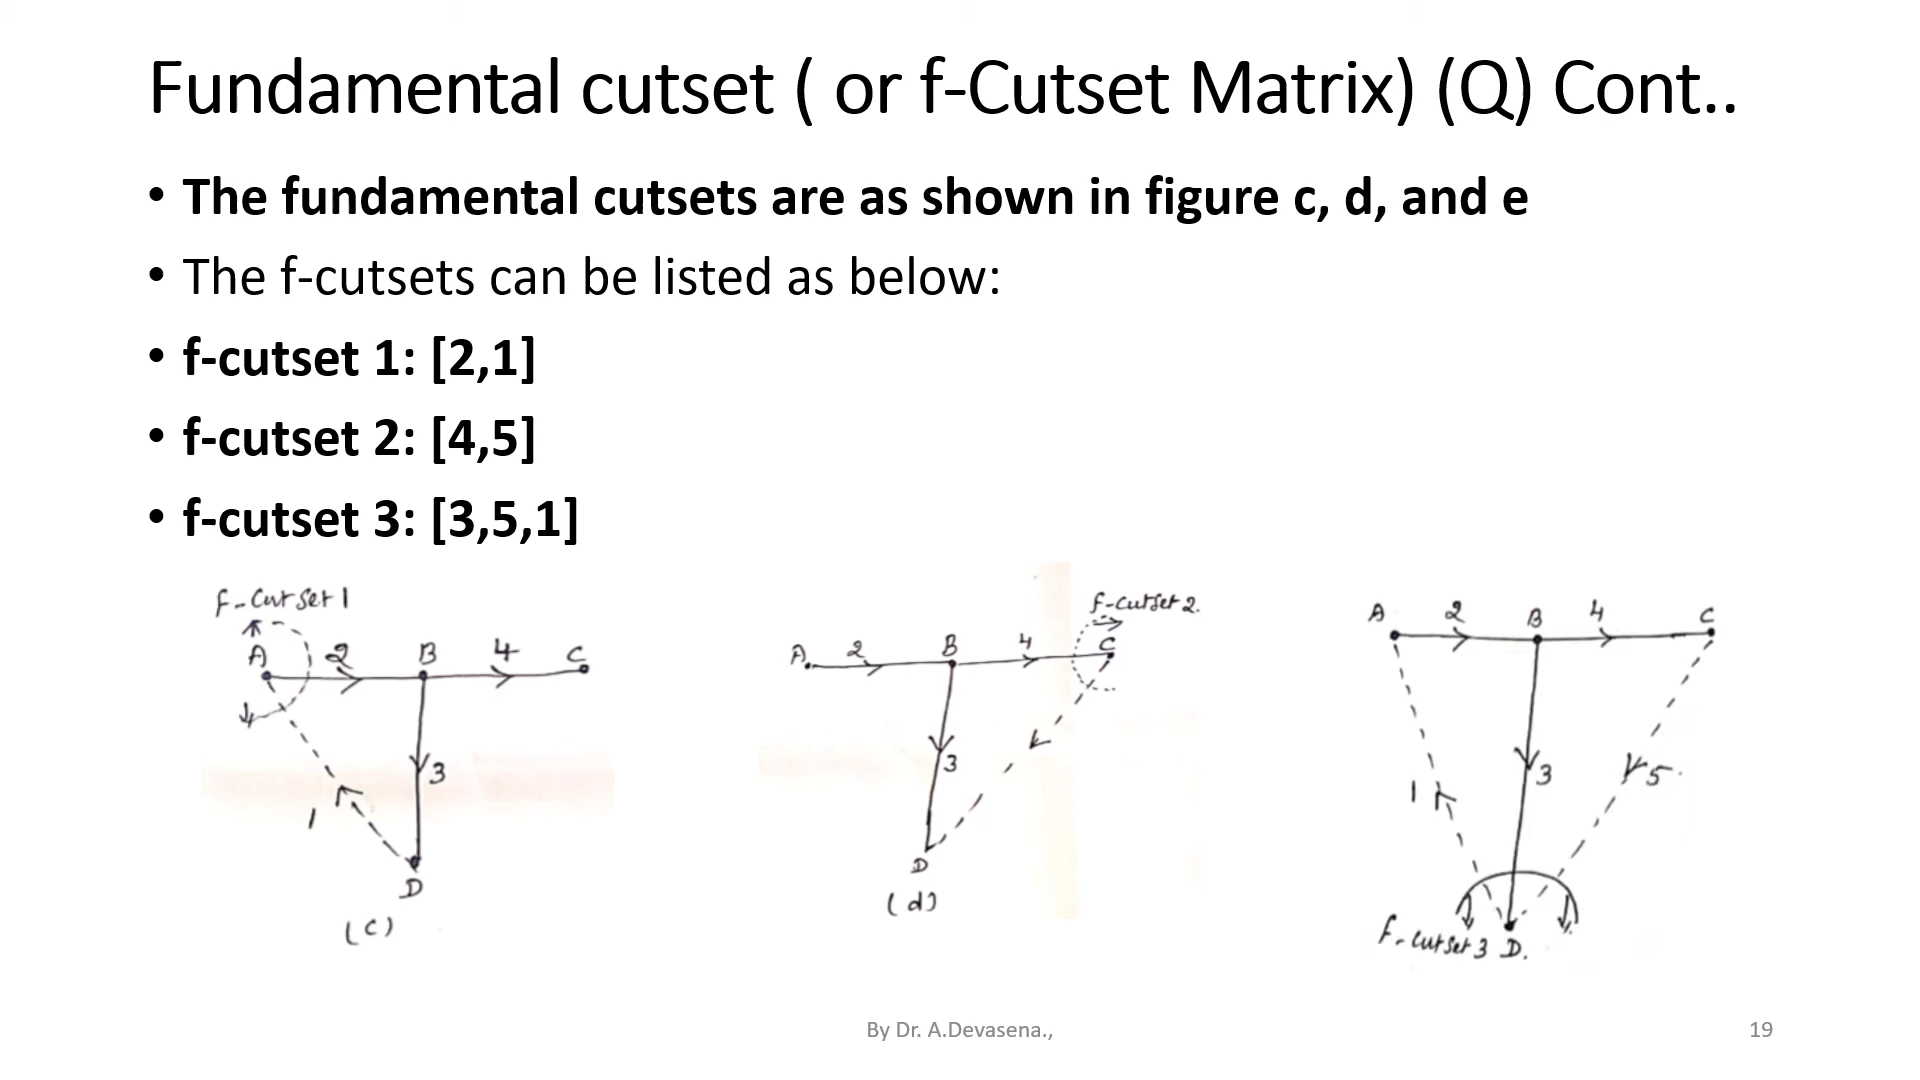 Fundamental cutset ( or f-Cutset Matrix) (Q) Cont..
• The fundamental cutsets are as shown in figure c, d, and e
• The f-cutsets can be listed as below:
• f-cutset 1: [2,1]
• f-cutset 2: [4,5]
• f-cutset 3: [3,5,1]
f-cutset 1
A 2 B 4 C
3
1
D
(c)
f-cutset 2.
A 2 B 4 C
3
D
(d)
A 2 B 4 C
1 3 5
f-cutset 3 D.
By Dr. A.Devasena.,
19